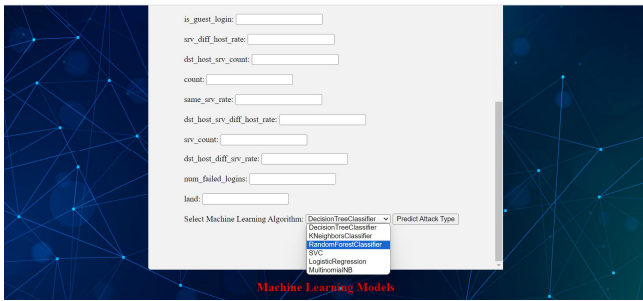 is_guest_login:
srv_diff_host_rate:
dst_host_srv_count:
count:
same_srv_rate:
dst_host_srv_diff_host_rate:
srv_count:
dst_host_diff_srv_rate:
num_failed_logins:
land:
Select Machine Learning Algorithm: DecisionTreeClassifier Predict Attack Type
DecisionTreeClassifier
KNeighborsClassifier
RandomForestClassifier
SVC
LogisticRegression
MultinomialNB
Machine Learning Models